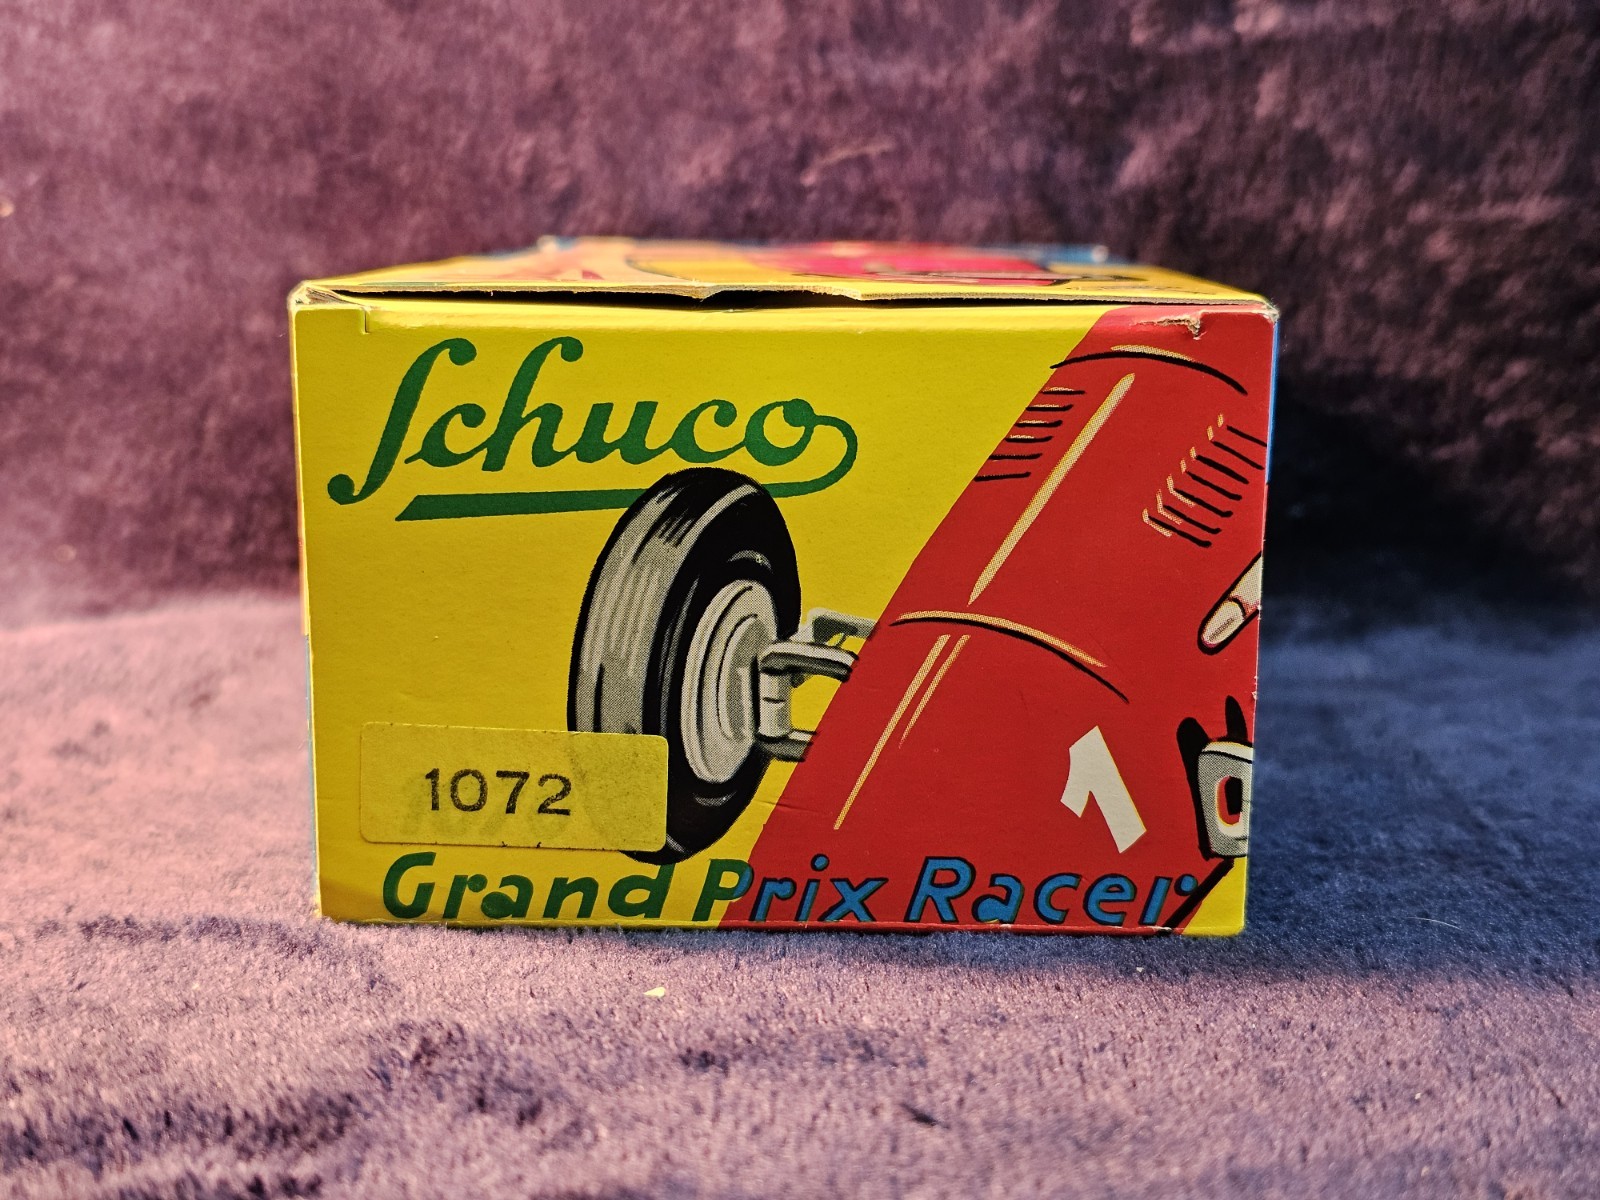 Schuco
1
1072
Grand Prix Racer